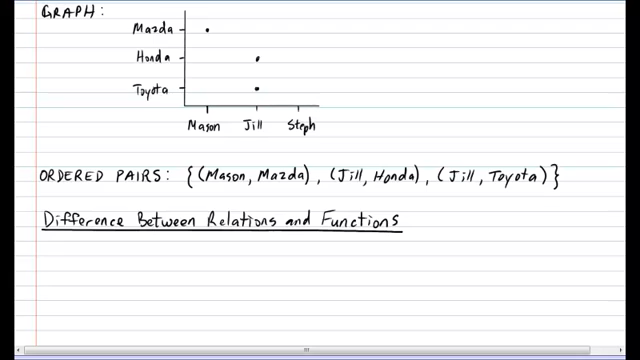 GRAPH:
Mazda
Honda
Toyota
Mason Jill Steph
ORDERED PAIRS: {(Mason, Mazda), (Jill, Honda), (Jill, Toyota)}
Difference Between Relations and Functions